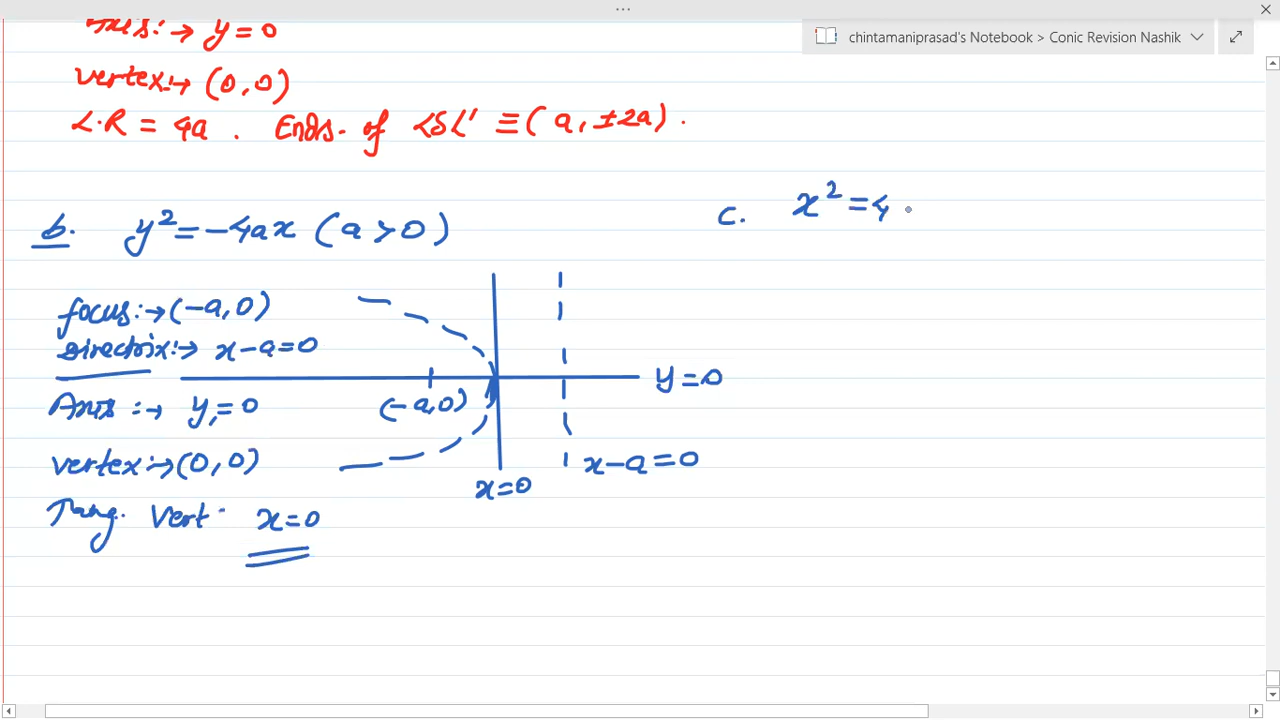 chintamaniprasad's Notebook > Conic Revision Nashik
Axis:→ y=0
vertex:→ (0,0)
L.R = 4a . Ends. of LSL' ≡ (a, ±2a) .
b. y²=-4ax (a>0)
c. x²=4
focus:→(-a,0)
directrix:→ x-a=0
Axis :→ y=0
(-a,0)
y=0
vertex:→(0,0)
x-a=0
x=0
Tang. Vert x=0